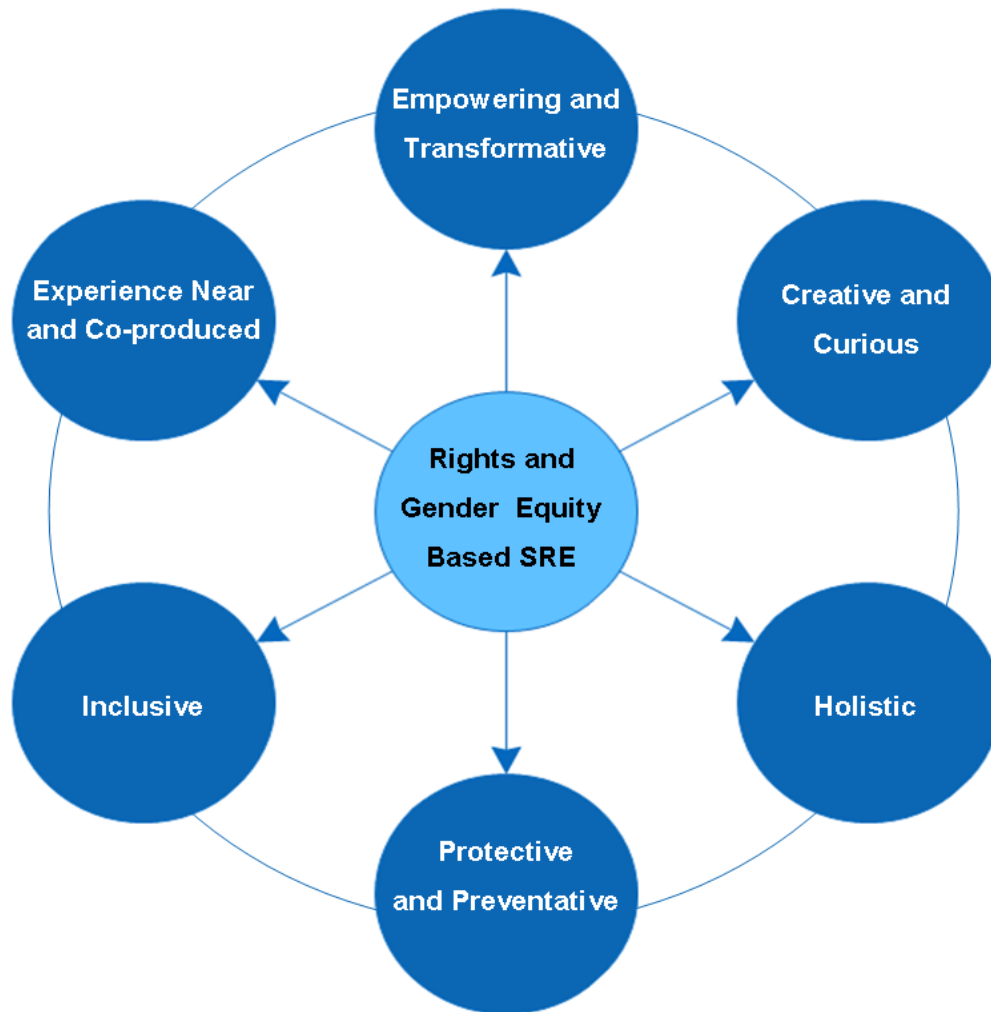 Empowering and
Transformative
Experience Near
and Co-produced
Creative and
Curious
Rights and
Gender Equity
Based SRE
Inclusive
Holistic
Protective
and Preventative